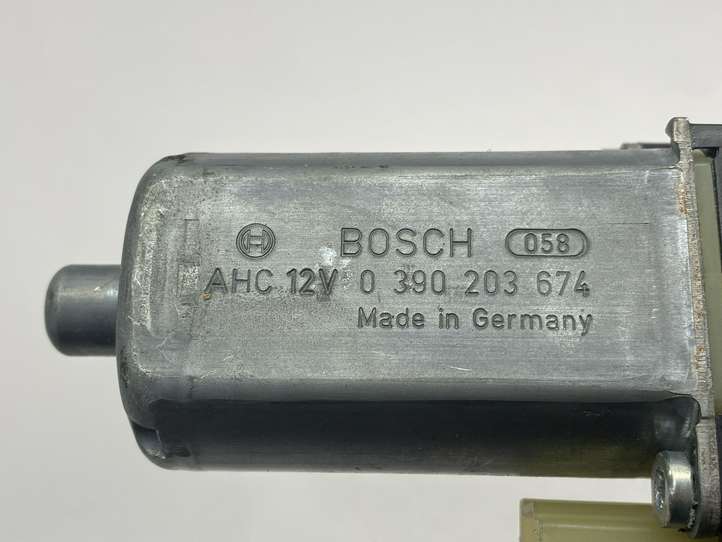 BOSCH 058
AHC 12V 0 390 203 674
Made in Germany